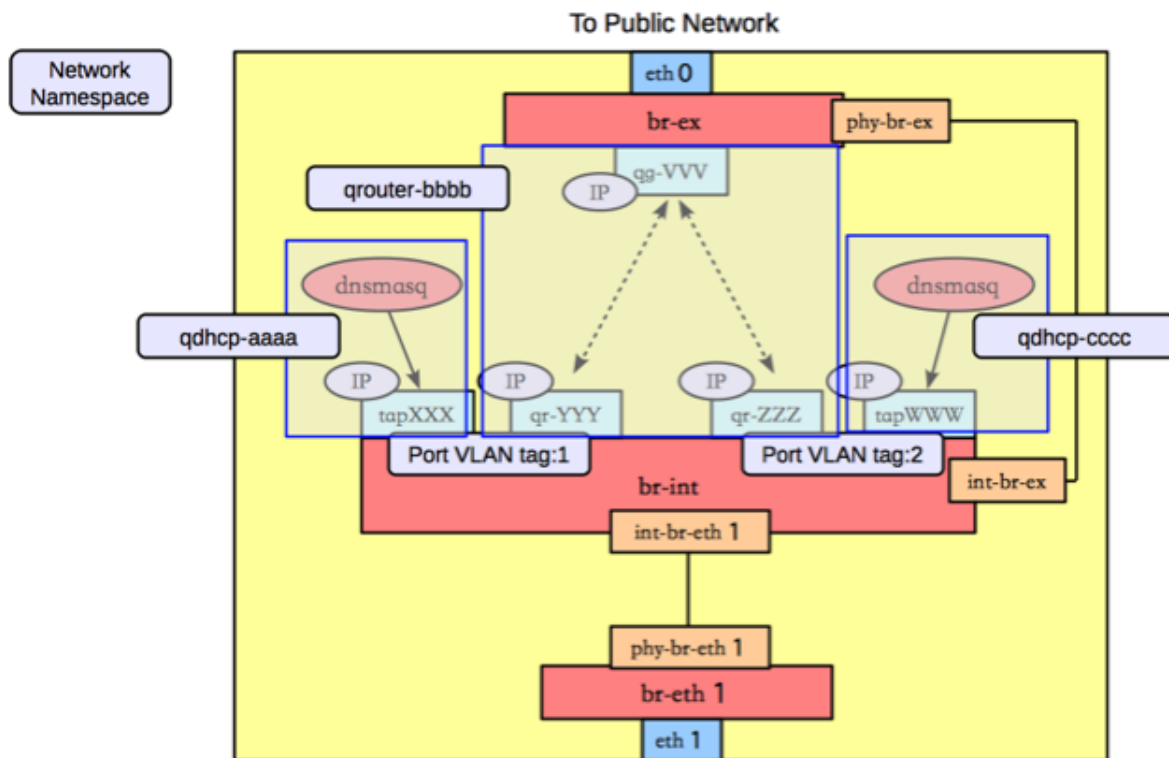 To Public Network
Network
Namespace
eth 0
br-ex
phy-br-ex
qrouter-bbbb
qg-VVV
IP
dnsmasq
dnsmasq
qdhcp-aaaa
qdhcp-cccc
IP
IP
IP
IP
tapXXX
qr-YYY
qr-ZZZ
tapWWW
Port VLAN tag:1
Port VLAN tag:2
br-int
int-br-ex
int-br-eth 1
phy-br-eth 1
br-eth 1
eth 1